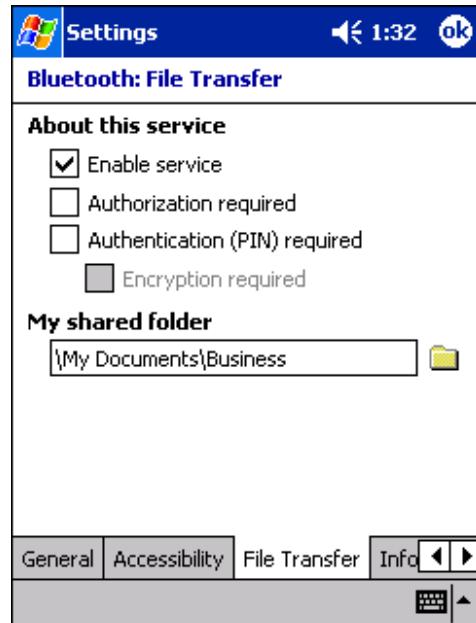 Settings 1:32 ok
Bluetooth: File Transfer
About this service
Enable service
Authorization required
Authentication (PIN) required
Encryption required
My shared folder
\My Documents\Business
General Accessibility File Transfer Info